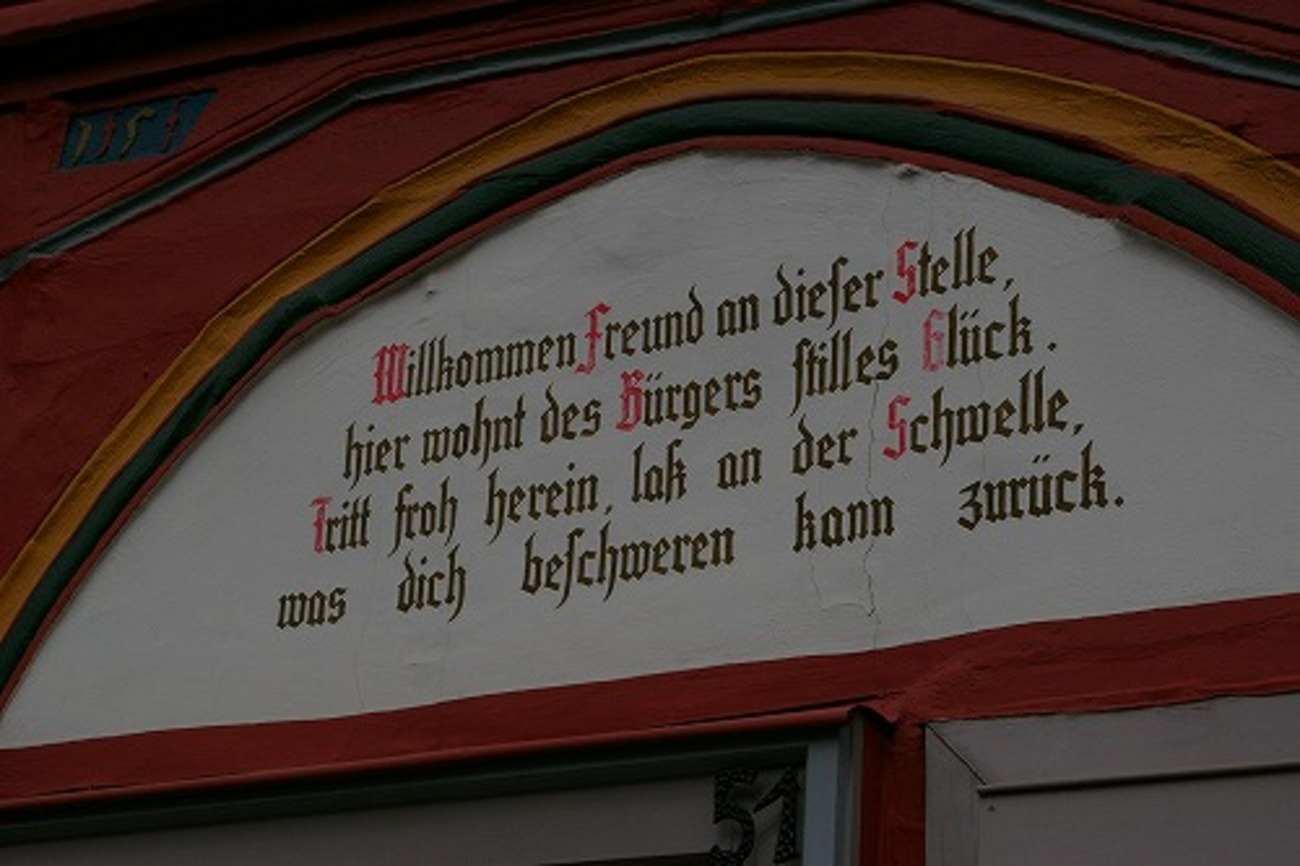 Willkommen Freund an dieſer Stelle,
hier wohnt des Bürgers ſtilles Glück.
Tritt froh herein, laß an der Schwelle,
was dich beſchweren kann zurück.
51